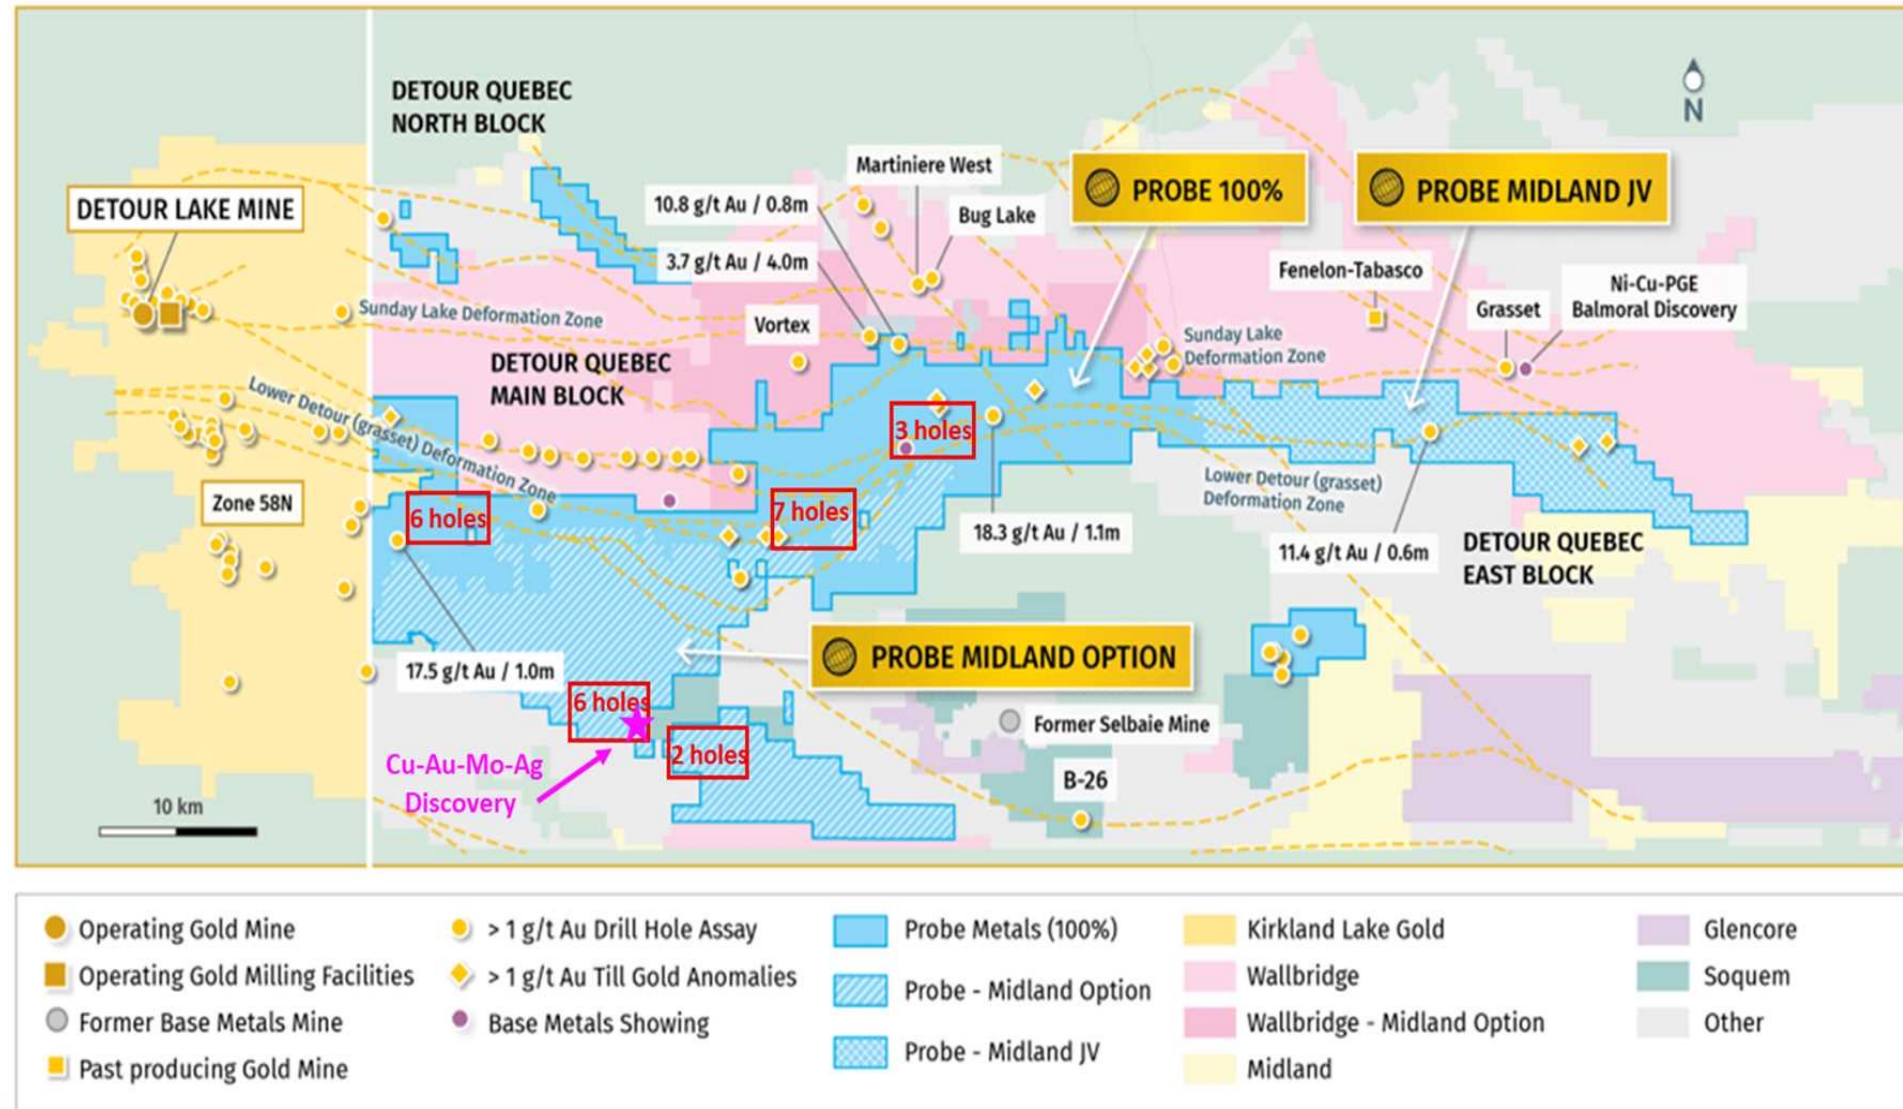 DETOUR QUEBEC
NORTH BLOCK
N
Martiniere West
PROBE 100%
PROBE MIDLAND JV
DETOUR LAKE MINE
10.8 g/t Au / 0.8m
Bug Lake
3.7 g/t Au / 4.0m
Fenelon-Tabasco
Ni-Cu-PGE
Balmoral Discovery
Grasset
Sunday Lake Deformation Zone
Vortex
Sunday Lake
Deformation Zone
DETOUR QUEBEC
MAIN BLOCK
Lower Detour (grasset) Deformation Zone
3 holes
Zone 58N
6 holes
7 holes
Lower Detour (grasset)
Deformation Zone
18.3 g/t Au / 1.1m
11.4 g/t Au / 0.6m
DETOUR QUEBEC
EAST BLOCK
PROBE MIDLAND OPTION
17.5 g/t Au / 1.0m
6 holes
Former Selbaie Mine
2 holes
Cu-Au-Mo-Ag
Discovery
B-26
10 km
Operating Gold Mine
Operating Gold Milling Facilities
Former Base Metals Mine
Past producing Gold Mine
> 1 g/t Au Drill Hole Assay
> 1 g/t Au Till Gold Anomalies
Base Metals Showing
Probe Metals (100%)
Probe - Midland Option
Probe - Midland JV
Kirkland Lake Gold
Wallbridge
Wallbridge - Midland Option
Midland
Glencore
Soquem
Other